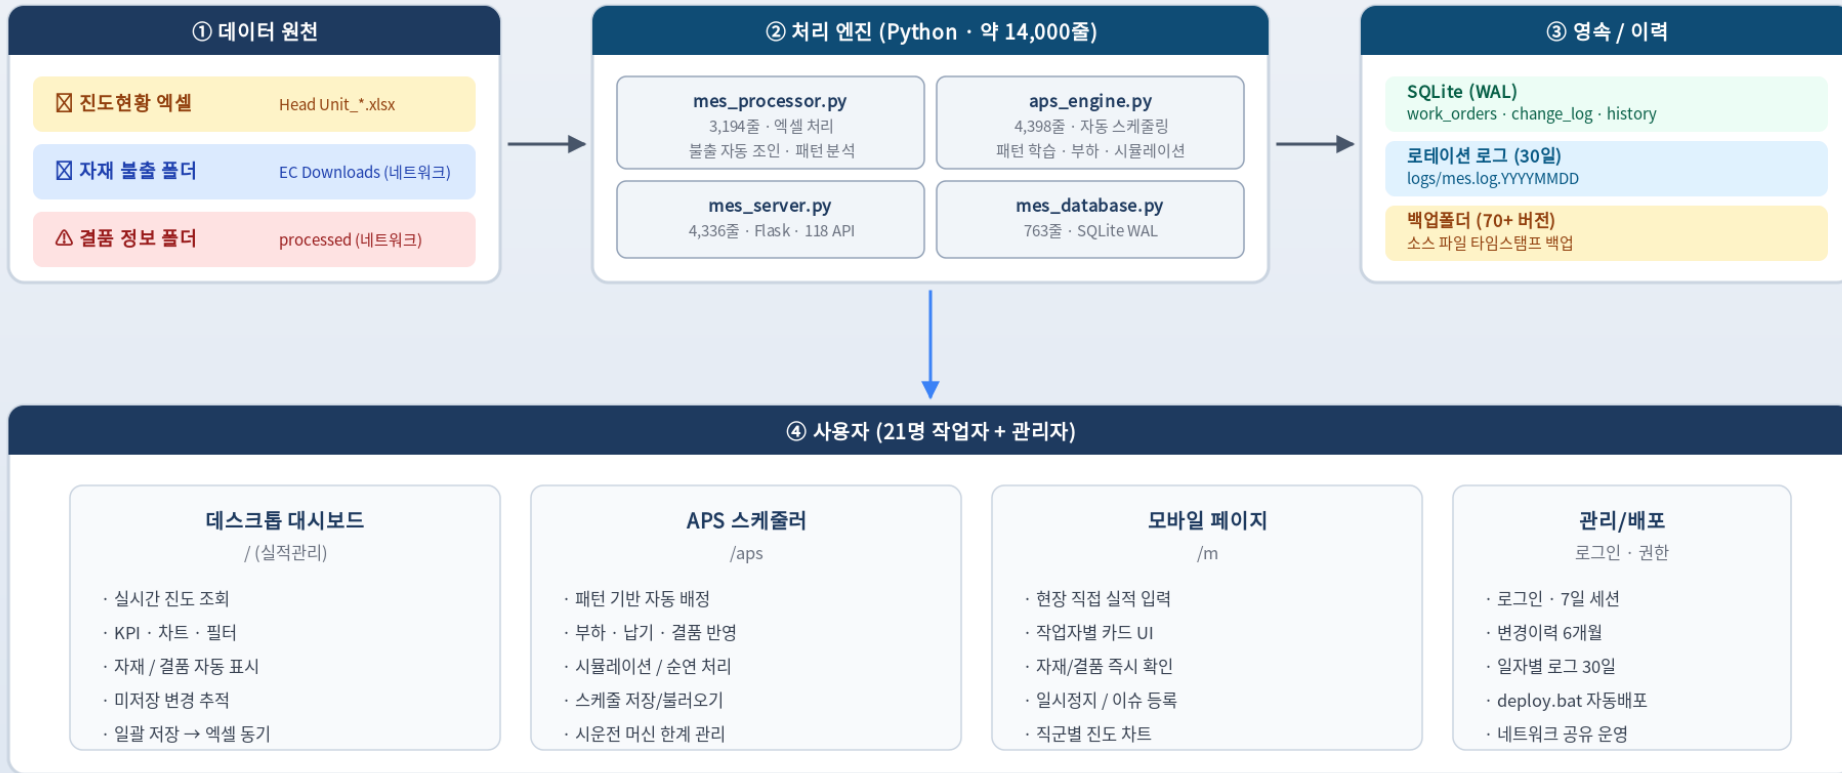 ① 데이터 원천
진도현황 엑셀
Head Unit_*.xlsx
자재 불출 폴더
EC Downloads (네트워크)
⚠ 결품 정보 폴더
processed (네트워크)
② 처리 엔진 (Python · 약 14,000줄)
mes_processor.py
3,194줄 · 엑셀 처리
불출 자동 조인 · 패턴 분석
aps_engine.py
4,398줄 · 자동 스케줄링
패턴 학습 · 부하 · 시뮬레이션
mes_server.py
4,336줄 · Flask · 118 API
mes_database.py
763줄 · SQLite WAL
③ 영속 / 이력
SQLite (WAL)
work_orders · change_log · history
로테이션 로그 (30일)
logs/mes.log.YYYYMMDD
백업폴더 (70+ 버전)
소스 파일 타임스탬프 백업
④ 사용자 (21명 작업자 + 관리자)
데스크톱 대시보드
/ (실적관리)
· 실시간 진도 조회
· KPI · 차트 · 필터
· 자재 / 결품 자동 표시
· 미저장 변경 추적
· 일괄 저장 → 엑셀 동기
APS 스케줄러
/aps
· 패턴 기반 자동 배정
· 부하 · 납기 · 결품 반영
· 시뮬레이션 / 순연 처리
· 스케줄 저장/불러오기
· 시운전 머신 한계 관리
모바일 페이지
/m
· 현장 직접 실적 입력
· 작업자별 카드 UI
· 자재/결품 즉시 확인
· 일시정지 / 이슈 등록
· 직군별 진도 차트
관리/배포
로그인 · 권한
· 로그인 · 7일 세션
· 변경이력 6개월
· 일자별 로그 30일
· deploy.bat 자동배포
· 네트워크 공유 운영